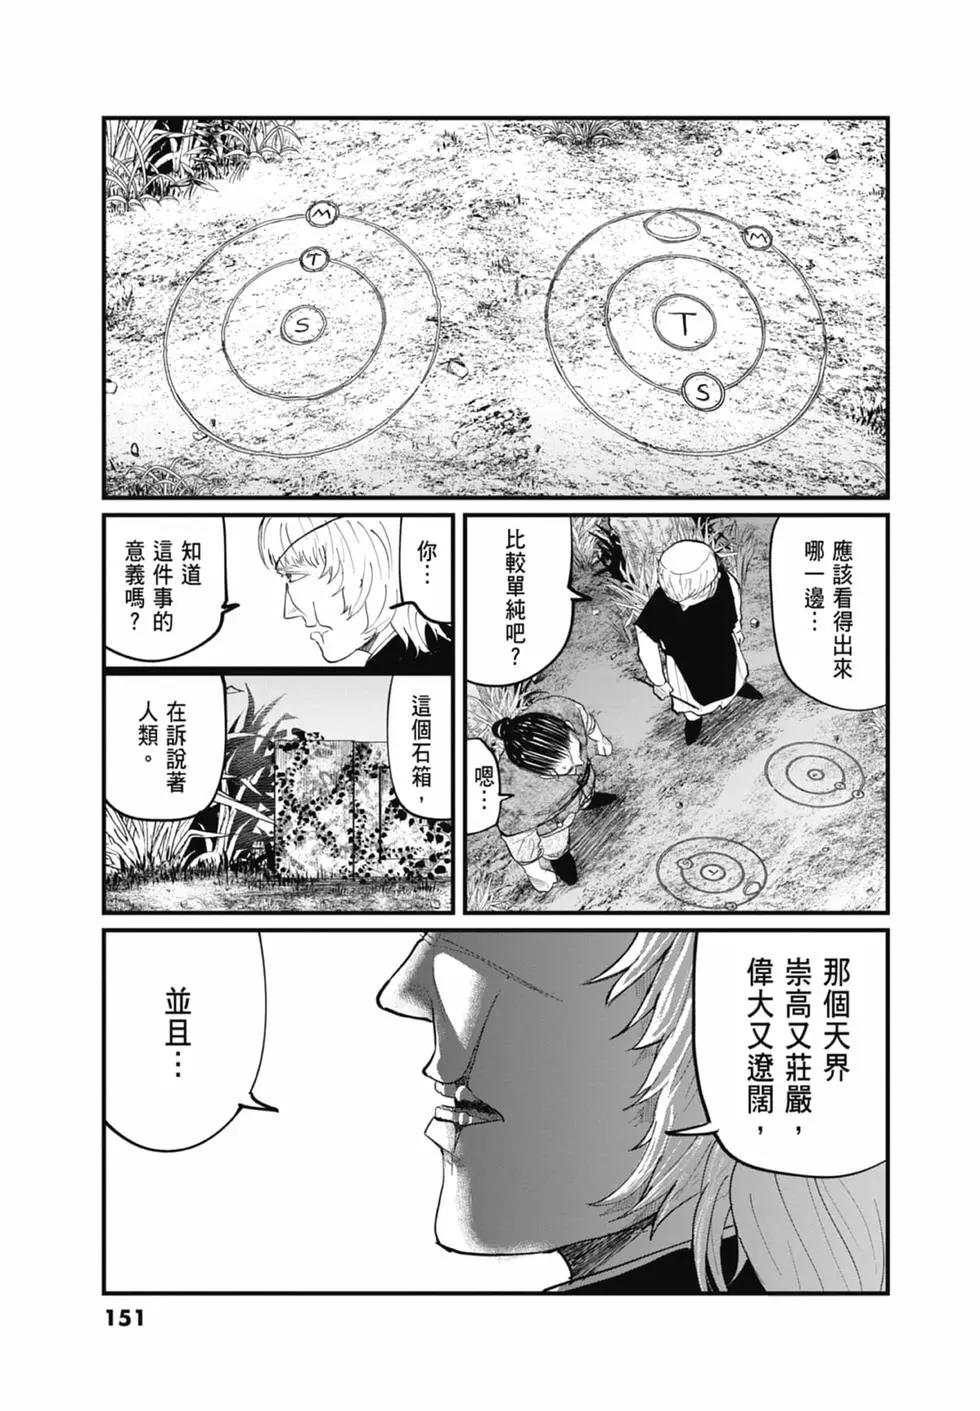 M
T
S
M
T
S
應該看得出來
哪一邊…
比較單純吧？
嗯…
你…
知道
這件事的
意義嗎？
這個石箱，
在訴說著
人類。
那個天界
崇高又莊嚴，
偉大又遼闊，
並且…
151